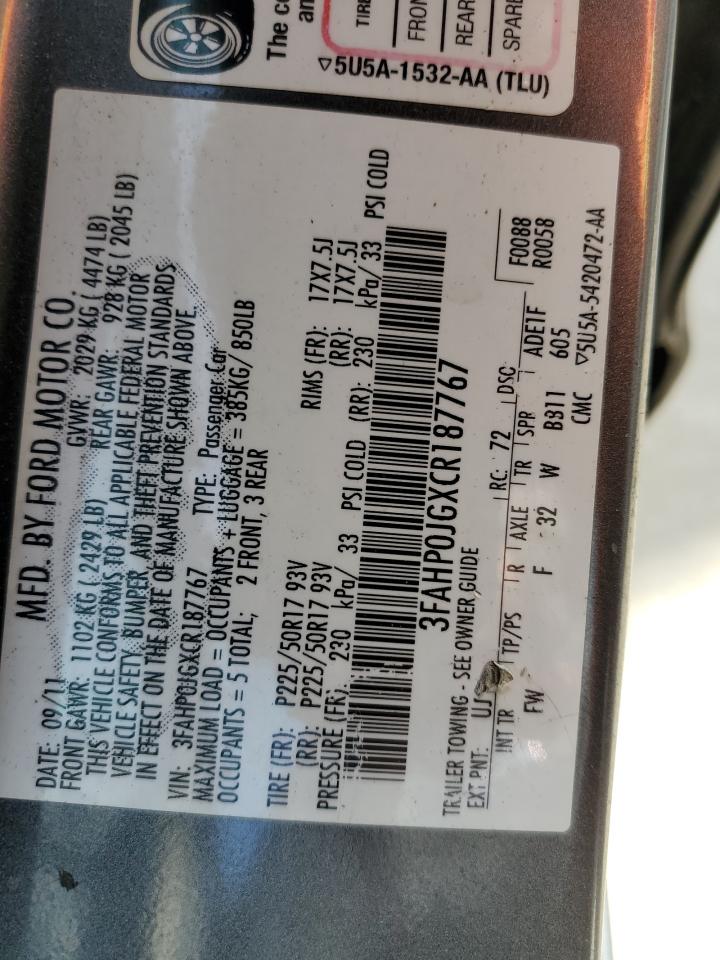 The co
an
TIRE
FRON
REAR
SPARE
▽5U5A-1532-AA (TLU)
MFD. BY FORD MOTOR CO.
DATE: 09/11 GVWR: 2029 KG ( 4474 LB)
FRONT GAWR: 1102 KG ( 2429 LB) REAR GAWR: 928 KG ( 2045 LB)
THIS VEHICLE CONFORMS TO ALL APPLICABLE FEDERAL MOTOR
VEHICLE SAFETY, BUMPER, AND THEFT PREVENTION STANDARDS
IN EFFECT ON THE DATE OF MANUFACTURE SHOWN ABOVE.
VIN: 3FAHP0JGXCR187767 TYPE: Passenger Car
MAXIMUM LOAD = OCCUPANTS + LUGGAGE = 385KG/ 850LB
OCCUPANTS = 5 TOTAL; 2 FRONT, 3 REAR
TIRE (FR): P225/50R17 93V RIMS (FR): 17X7.5J
(RR): P225/50R17 93V (RR): 17X7.5J
PRESSURE (FR): 230 kPa/ 33 PSI COLD (RR): 230 kPa/ 33 PSI COLD
3FAHP0JGXCR187767
TRAILER TOWING - SEE OWNER GUIDE
EXT PNT: UJ RC: 72 DSC: F0088
R0058
INT TR TP/PS R AXLE TR SPR ADE1F
FW F 32 W B311 605
CMC ▽5U5A-5420472-AA